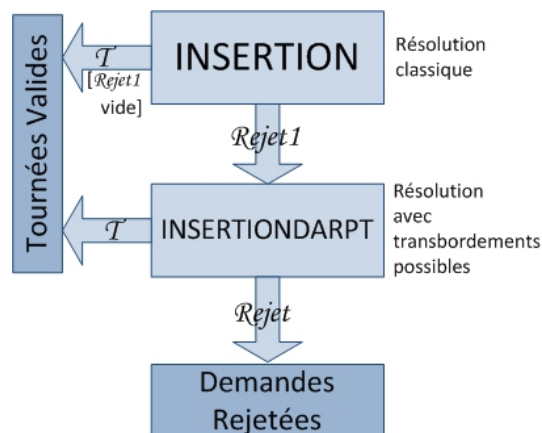 INSERTION
T
[Rejet1
vide]
Résolution
classique
Tournées Valides
Rejet1
INSERTIONDARPT
T
Résolution
avec
transbordements
possibles
Rejet
Demandes
Rejetées